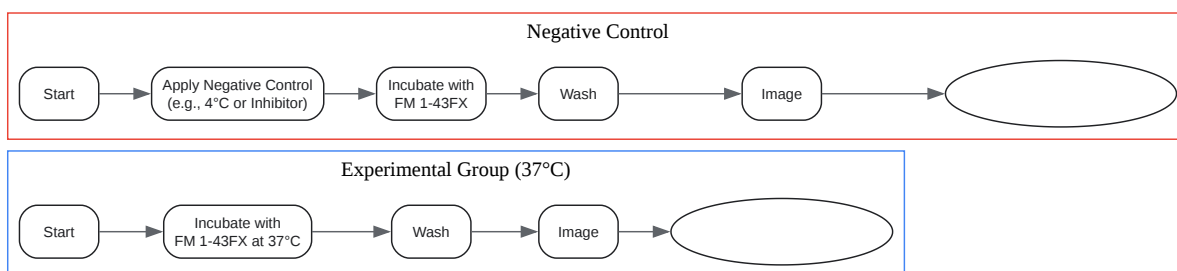 Negative Control
Start
Apply Negative Control
(e.g., 4°C or Inhibitor)
Incubate with
FM 1-43FX
Wash
Image
Experimental Group (37°C)
Start
Incubate with
FM 1-43FX at 37°C
Wash
Image